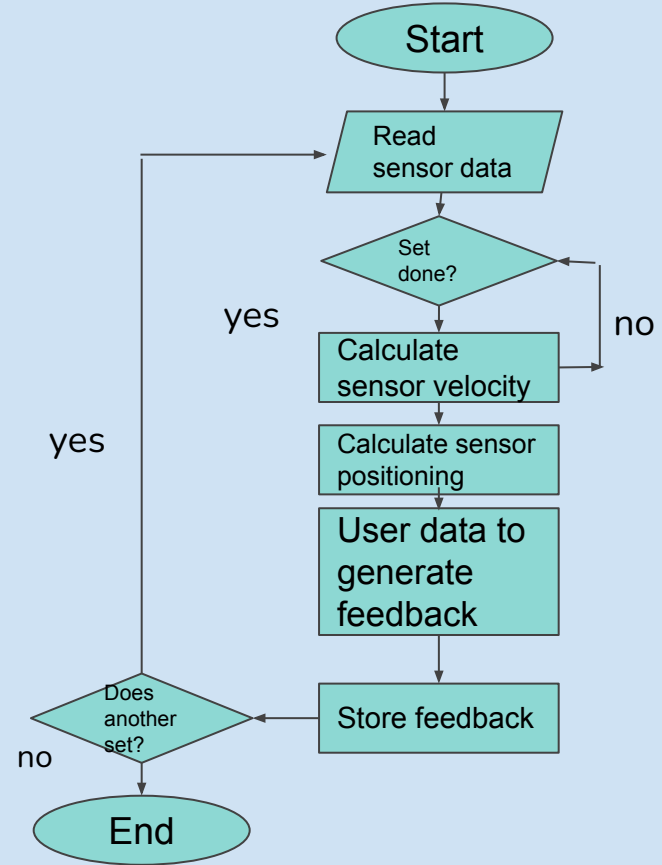 Start
Read
sensor data
Set
done?
yes
no
Calculate
sensor velocity
yes
Calculate sensor
positioning
User data to
generate
feedback
Does
another
set?
Store feedback
no
End